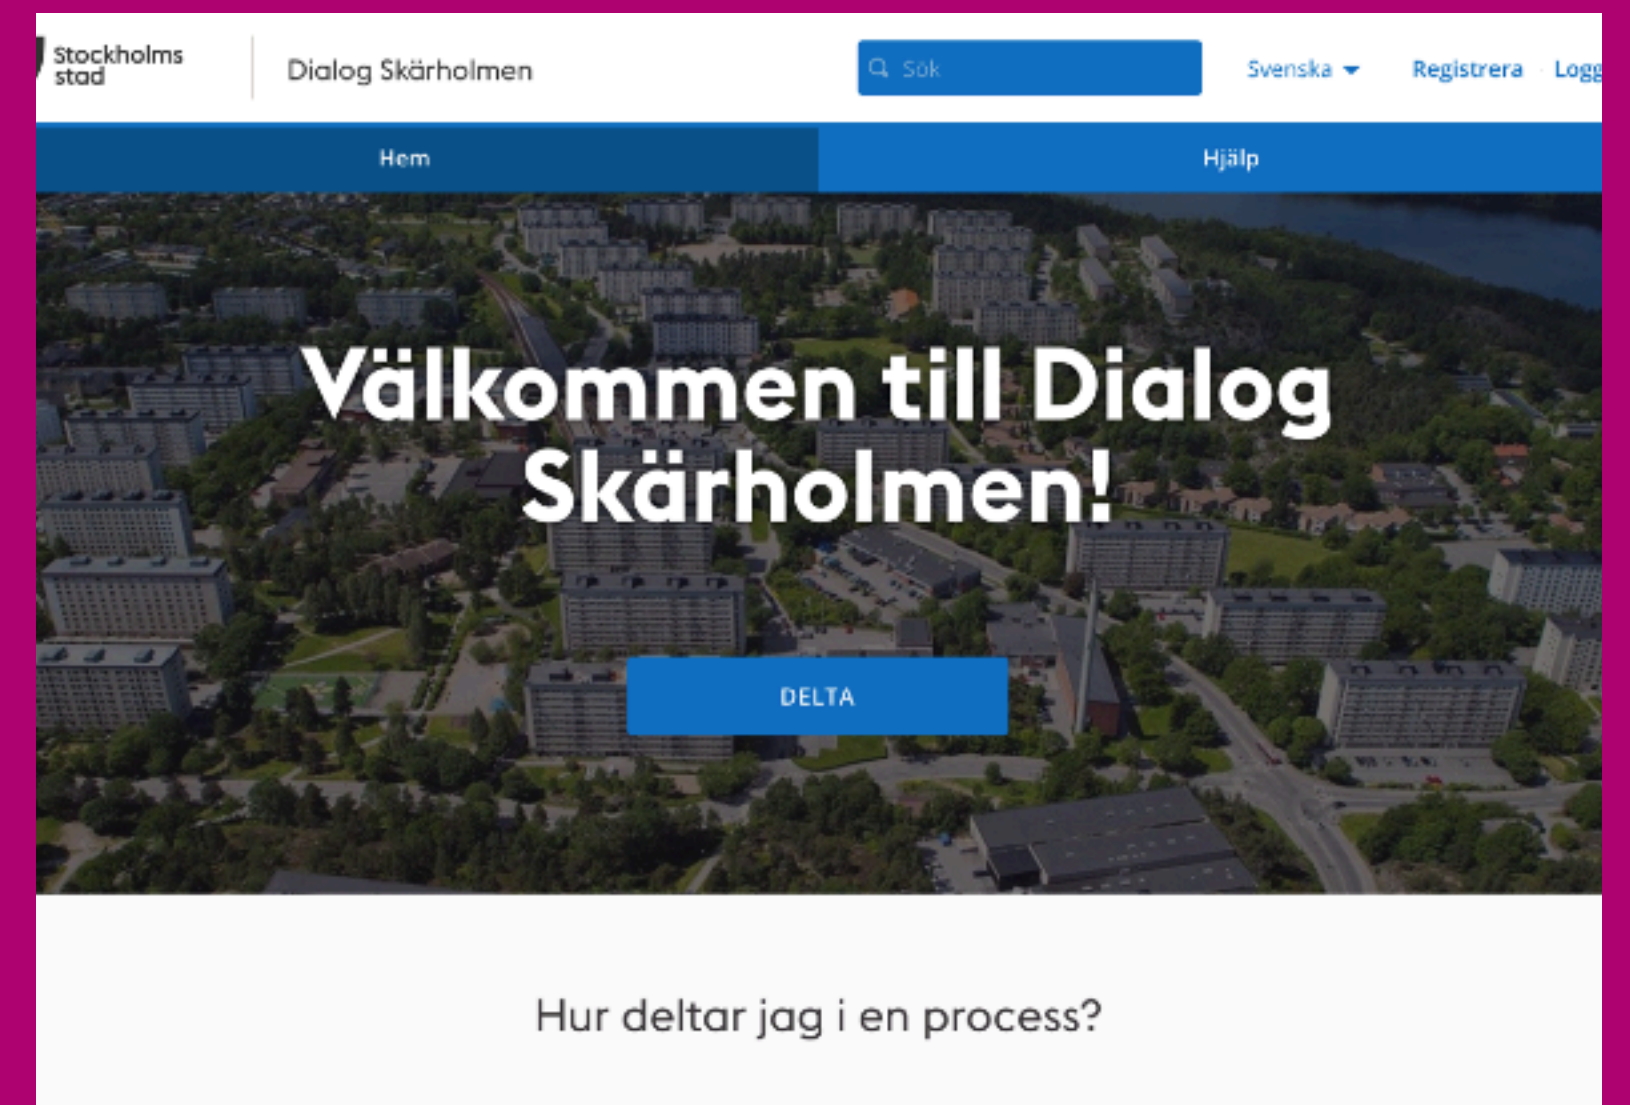 Stockholms
stad
Dialog Skärholmen
Sök
Svenska
Registrera
Logg
Hem
Hjälp
Välkommen till Dialog
Skärholmen!
DELTA
Hur deltar jag i en process?